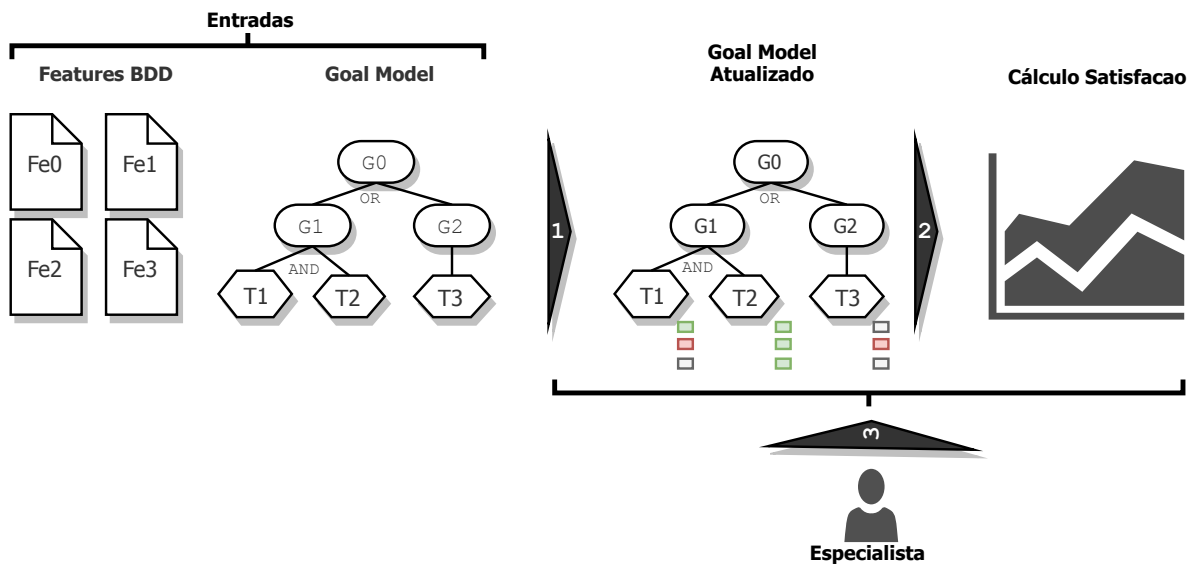 Entradas
Features BDD
Goal Model
Goal Model
Atualizado
Cálculo Satisfacao
Fe0
Fe1
Fe2
Fe3
G0
OR
G1
G2
AND
T1
T2
T3
1
G0
OR
G1
G2
AND
T1
T2
T3
2
3
Especialista